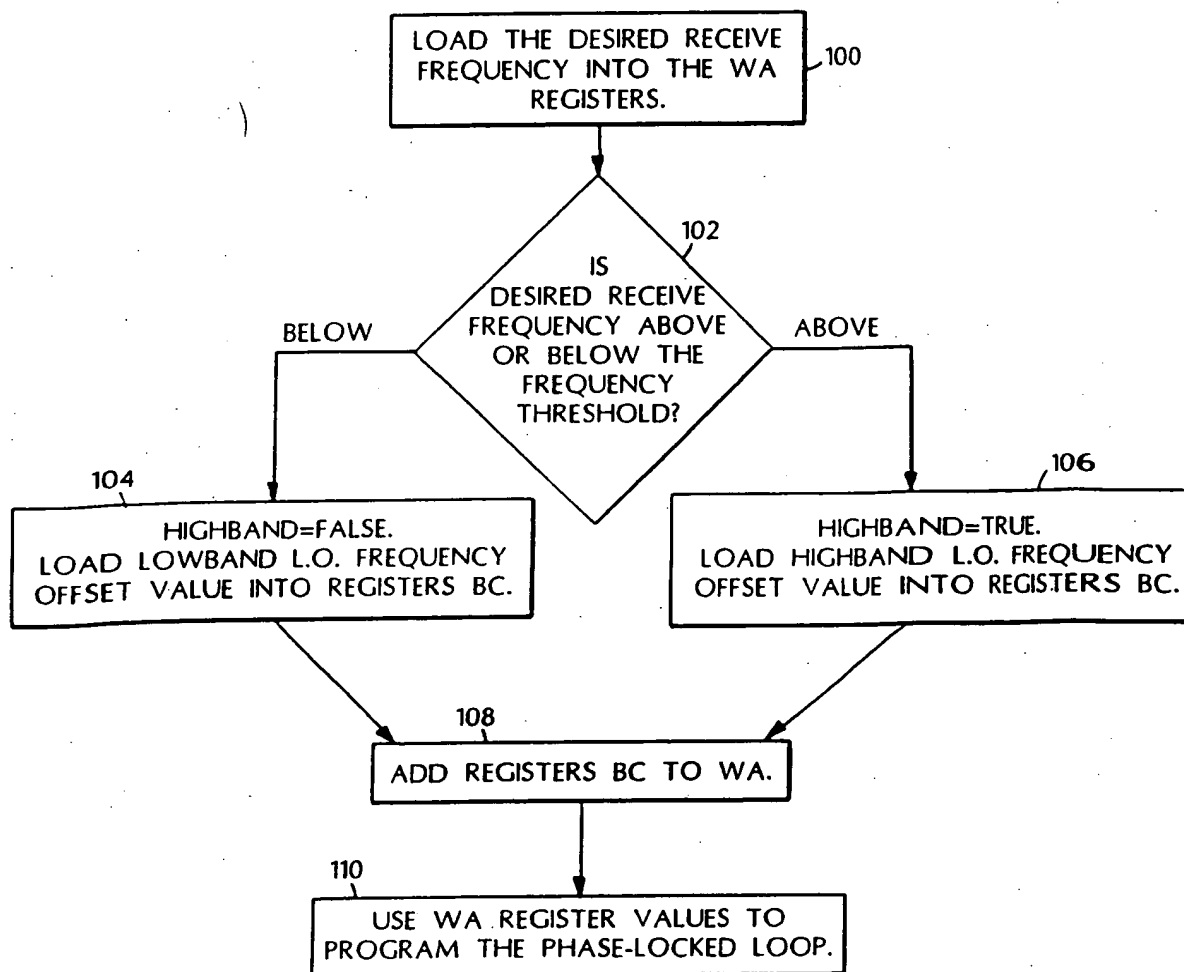 LOAD THE DESIRED RECEIVE
FREQUENCY INTO THE WA
REGISTERS.
100
102
IS
DESIRED RECEIVE
FREQUENCY ABOVE
OR BELOW THE
FREQUENCY
THRESHOLD?
BELOW
ABOVE
104
HIGHBAND=FALSE.
LOAD LOWBAND L.O. FREQUENCY
OFFSET VALUE INTO REGISTERS BC.
106
HIGHBAND=TRUE.
LOAD HIGHBAND L.O. FREQUENCY
OFFSET VALUE INTO REGISTERS BC.
108
ADD REGISTERS BC TO WA.
110
USE WA REGISTER VALUES TO
PROGRAM THE PHASE-LOCKED LOOP.